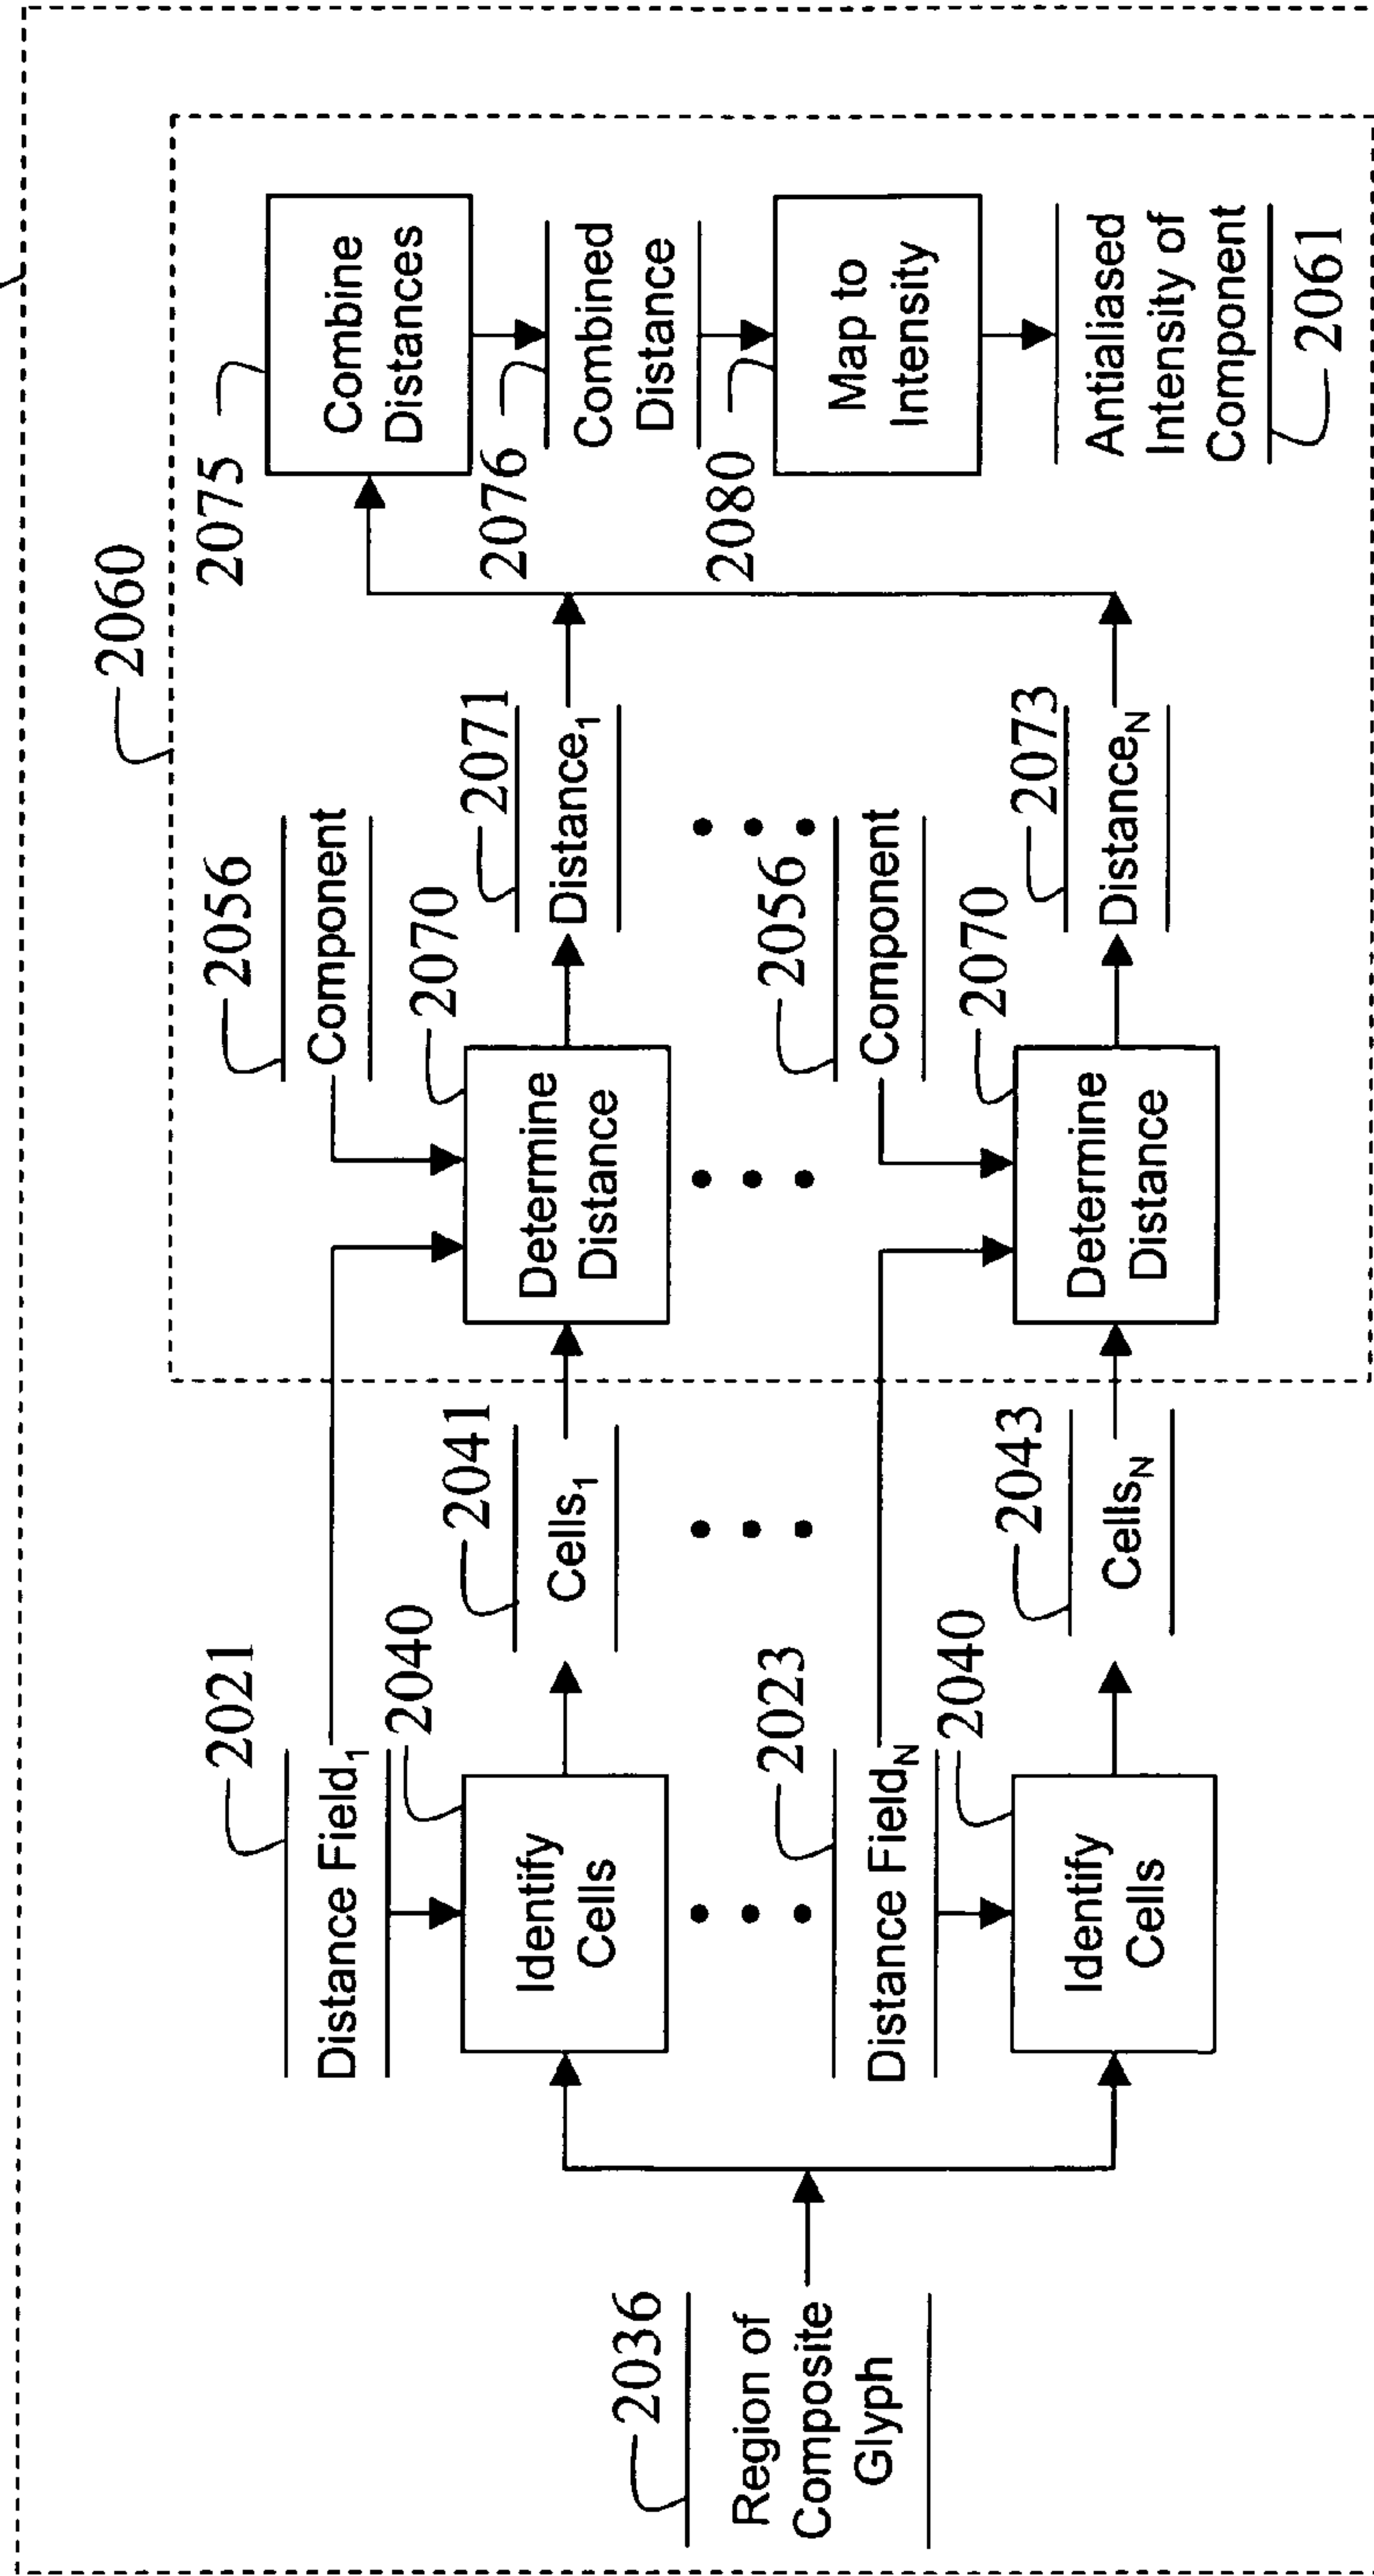 2060
2036
Region of
Composite
Glyph
2021
Distance Field1
2040
Identify
Cells
2041
Cells1
2056
Component
2070
Determine
Distance
2071
Distance1
2023
Distance FieldN
2040
Identify
Cells
2043
CellsN
2056
Component
2070
Determine
Distance
2073
DistanceN
2075
Combine
Distances
2076
Combined
Distance
2080
Map to
Intensity
Antialiased
Intensity of
Component
2061